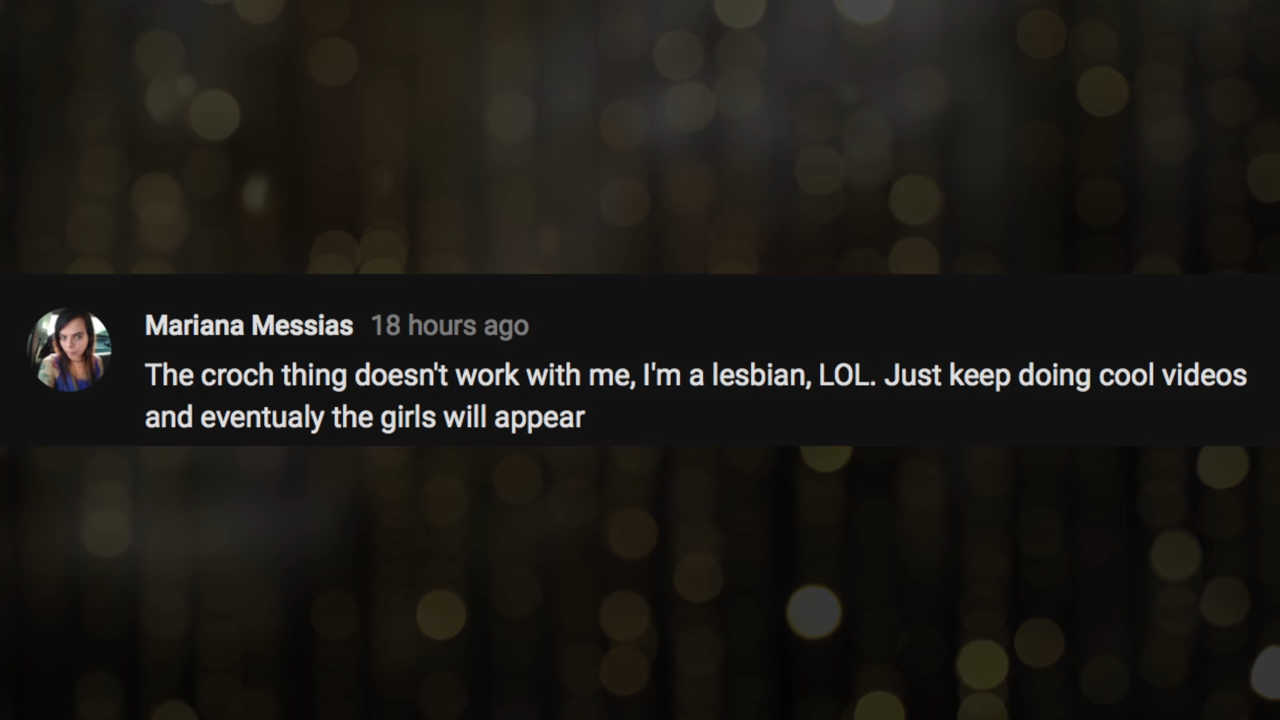 Mariana Messias 18 hours ago
The croch thing doesn't work with me, I'm a lesbian, LOL. Just keep doing cool videos
and eventualy the girls will appear